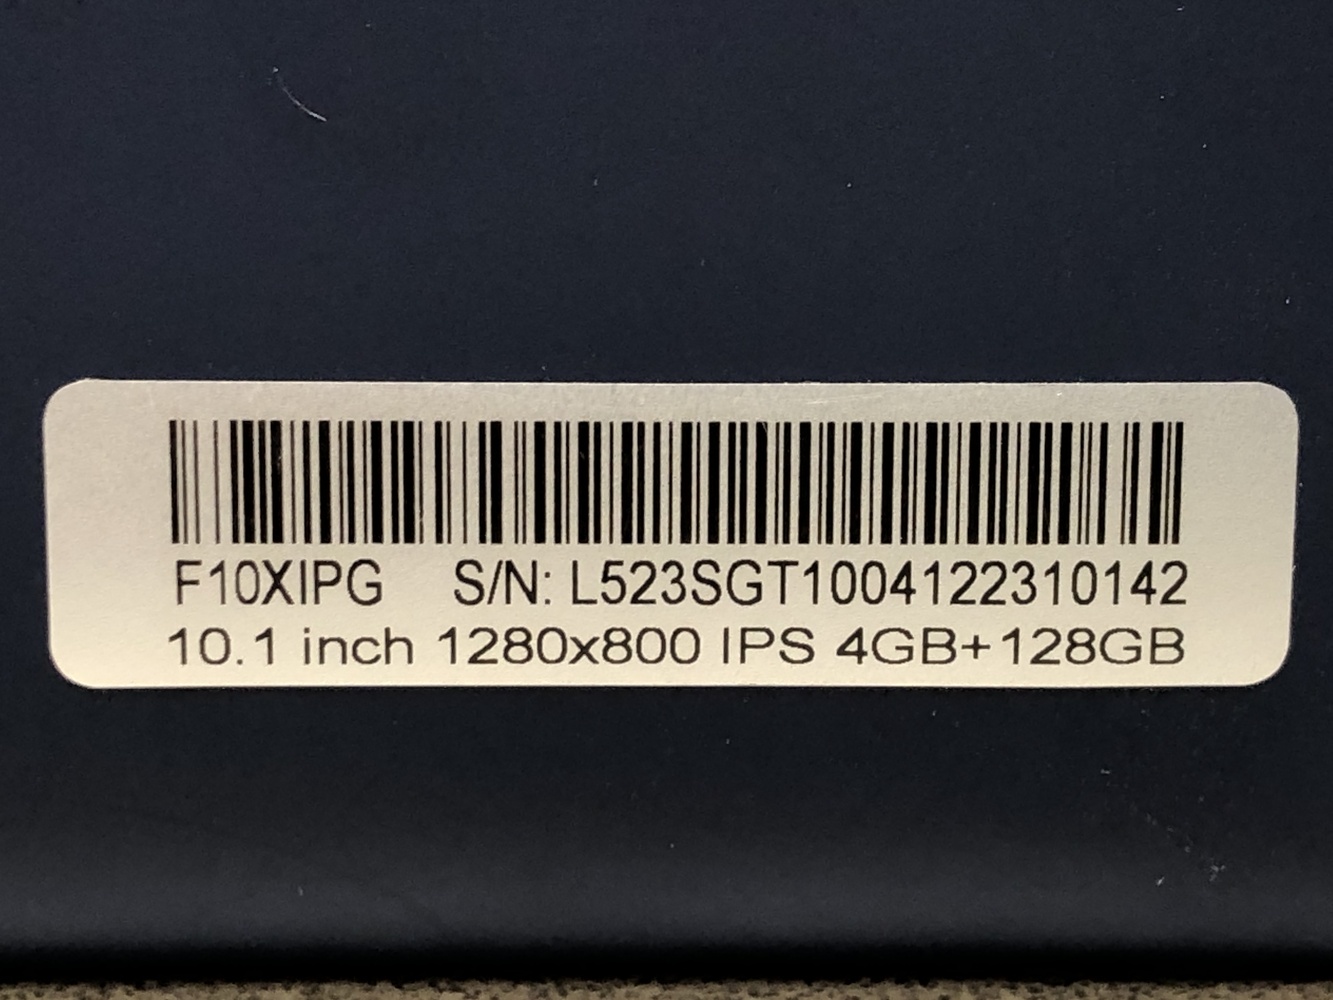 F10XIPG S/N: L523SGT1004122310142
10.1 inch 1280x800 IPS 4GB+128GB